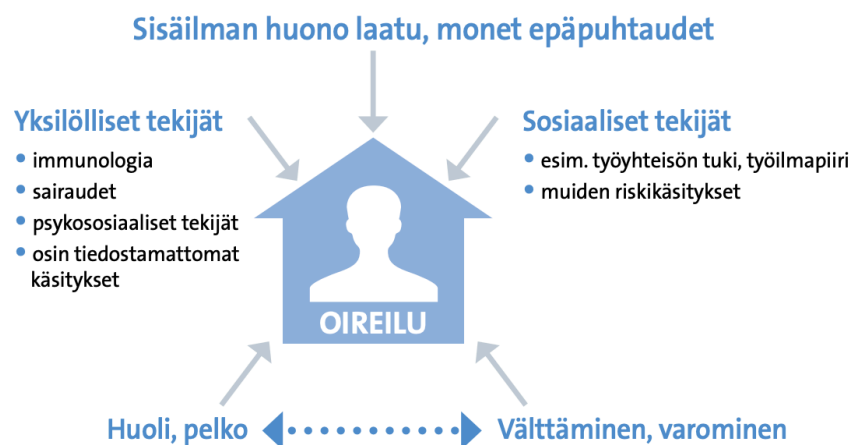 Sisäilman huono laatu, monet epäpuhtaudet
Yksilölliset tekijät
• immunologia
• sairaudet
• psykososiaaliset tekijät
• osin tiedostamattomat
käsitykset
Sosiaaliset tekijät
• esim. työyhteisön tuki, työilmapiiri
• muiden riskikäsitykset
OIREILU
Huoli, pelko
Välttäminen, varominen